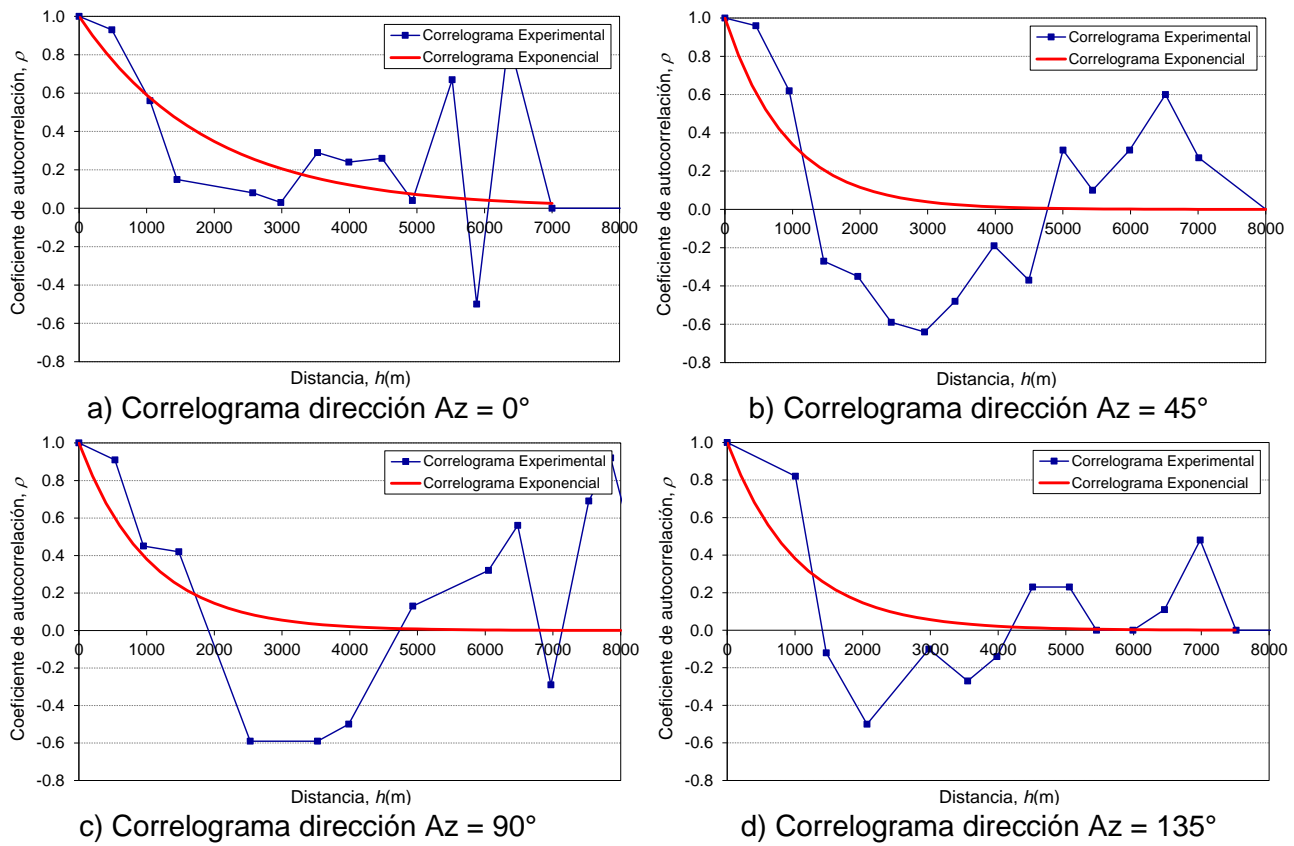 1.0
0.8
0.6
0.4
0.2
0.0
-0.2
-0.4
-0.6
-0.8
0 1000 2000 3000 4000 5000 6000 7000 8000
Coeficiente de autocorrelación, ρ
Distancia, h(m)
Correlograma Experimental
Correlograma Exponencial
a) Correlograma dirección Az = 0°
1.0
0.8
0.6
0.4
0.2
0.0
-0.2
-0.4
-0.6
-0.8
0 1000 2000 3000 4000 5000 6000 7000 8000
Coeficiente de autocorrelación, ρ
Distancia, h(m)
Correlograma Experimental
Correlograma Exponencial
b) Correlograma dirección Az = 45°
1.0
0.8
0.6
0.4
0.2
0.0
-0.2
-0.4
-0.6
-0.8
0 1000 2000 3000 4000 5000 6000 7000 8000
Coeficiente de autocorrelación, ρ
Distancia, h(m)
Correlograma Experimental
Correlograma Exponencial
c) Correlograma dirección Az = 90°
1.0
0.8
0.6
0.4
0.2
0.0
-0.2
-0.4
-0.6
-0.8
0 1000 2000 3000 4000 5000 6000 7000 8000
Coeficiente de autocorrelación, ρ
Distancia, h(m)
Correlograma Experimental
Correlograma Exponencial
d) Correlograma dirección Az = 135°